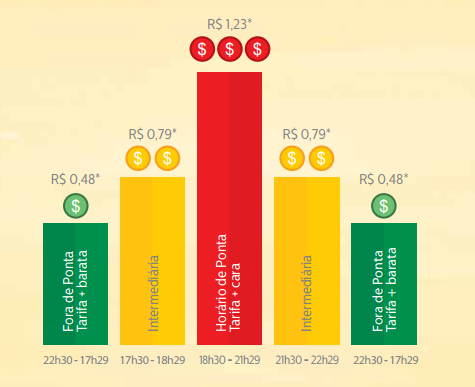 R$ 1,23*
$ $ $
R$ 0,79*
$ $
R$ 0,79*
$ $
R$ 0,48*
$
R$ 0,48*
$
Fora de Ponta
Tarifa + barata
Intermediária
Horário de Ponta
Tarifa + cara
Intermediária
Fora de Ponta
Tarifa + barata
22h30 - 17h29
17h30 - 18h29
18h30 - 21h29
21h30 - 22h29
22h30 - 17h29